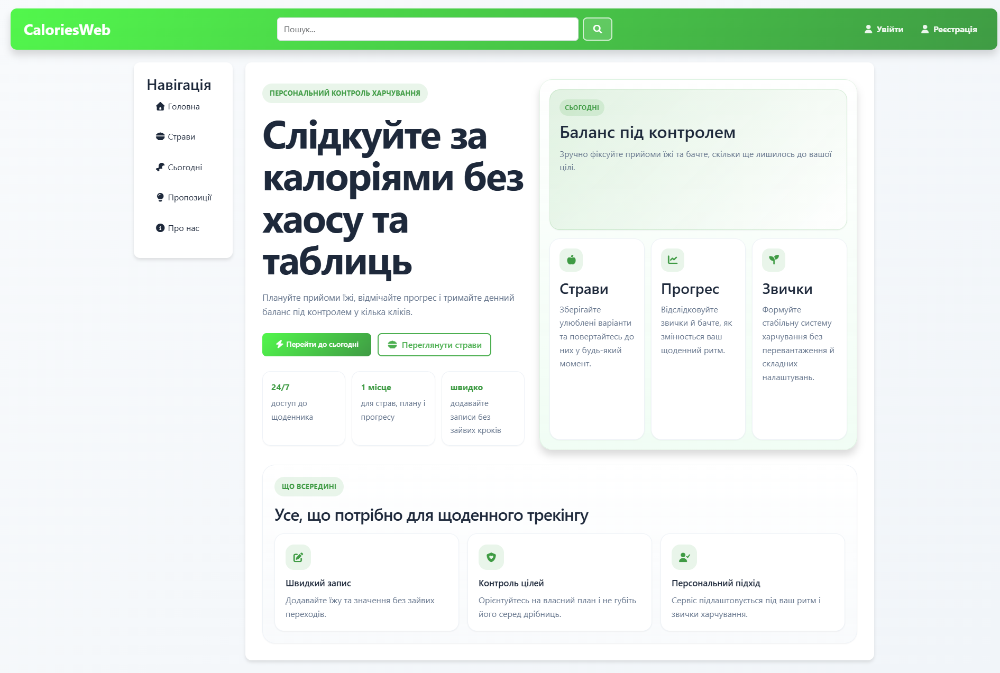 CaloriesWeb
Пошук...
Увійти
Реєстрація
Навігація
Головна
Страви
Сьогодні
Пропозиції
Про нас
ПЕРСОНАЛЬНИЙ КОНТРОЛЬ ХАРЧУВАННЯ
Слідкуйте за
калоріями без
хаосу та
таблиць
Плануйте прийоми їжі, відмічайте прогрес і тримайте денний
баланс під контролем у кілька кліків.
Перейти до сьогодні
Переглянути страви
24/7
доступ до
щоденника
1 місце
для страв, плану і
прогресу
швидко
додавайте
записи без
зайвих кроків
СЬОГОДНІ
Баланс під контролем
Зручно фіксуйте прийоми їжі та бачте, скільки ще лишилось до вашої
цілі.
Страви
Зберігайте
улюблені варіанти
та повертайтесь до
них у будь-який
момент.
Прогрес
Відслідковуйте
звички й бачте, як
змінюється ваш
щоденний ритм.
Звички
Формуйте
стабільну систему
харчування без
перевантаження й
складних
налаштувань.
ЩО ВСЕРЕДИНІ
Усе, що потрібно для щоденного трекінгу
Швидкий запис
Додавайте їжу та значення без зайвих
переходів.
Контроль цілей
Орієнтуйтесь на власний план і не губіть
його серед дрібниць.
Персональний підхід
Сервіс підлаштовується під ваш ритм і
звички харчування.